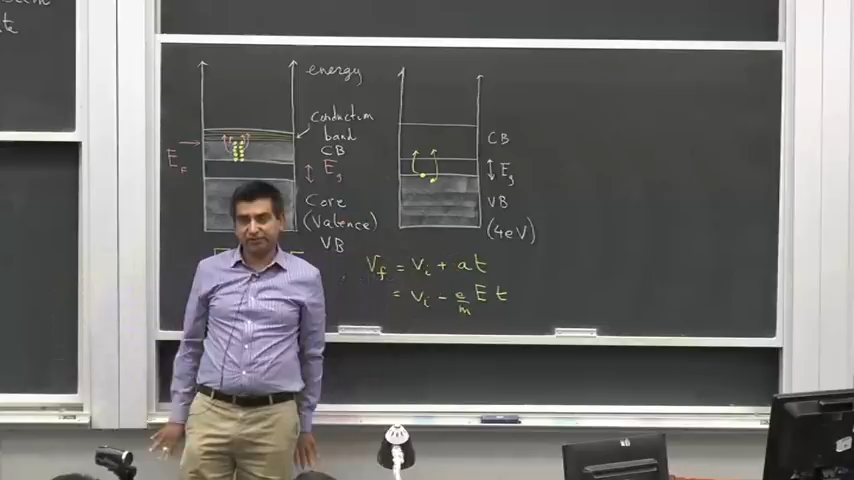 energy
Conduction
band
CB
E_F
E_g
Core
(Valence)
VB
CB
E_g
VB
(4eV)
V_f = V_i + at
= V_i - e/m E t